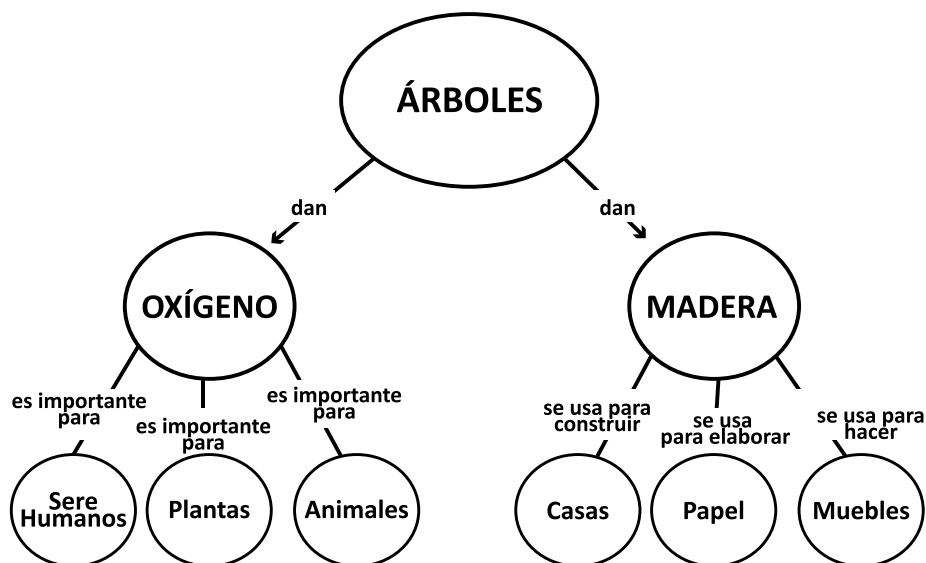 ÁRBOLES
dan
dan
OXÍGENO
MADERA
es importante
para
es importante
para
es importante
para
se usa para
construir
se usa
para elaborar
se usa para
hacer
Sere
Humanos
Plantas
Animales
Casas
Papel
Muebles